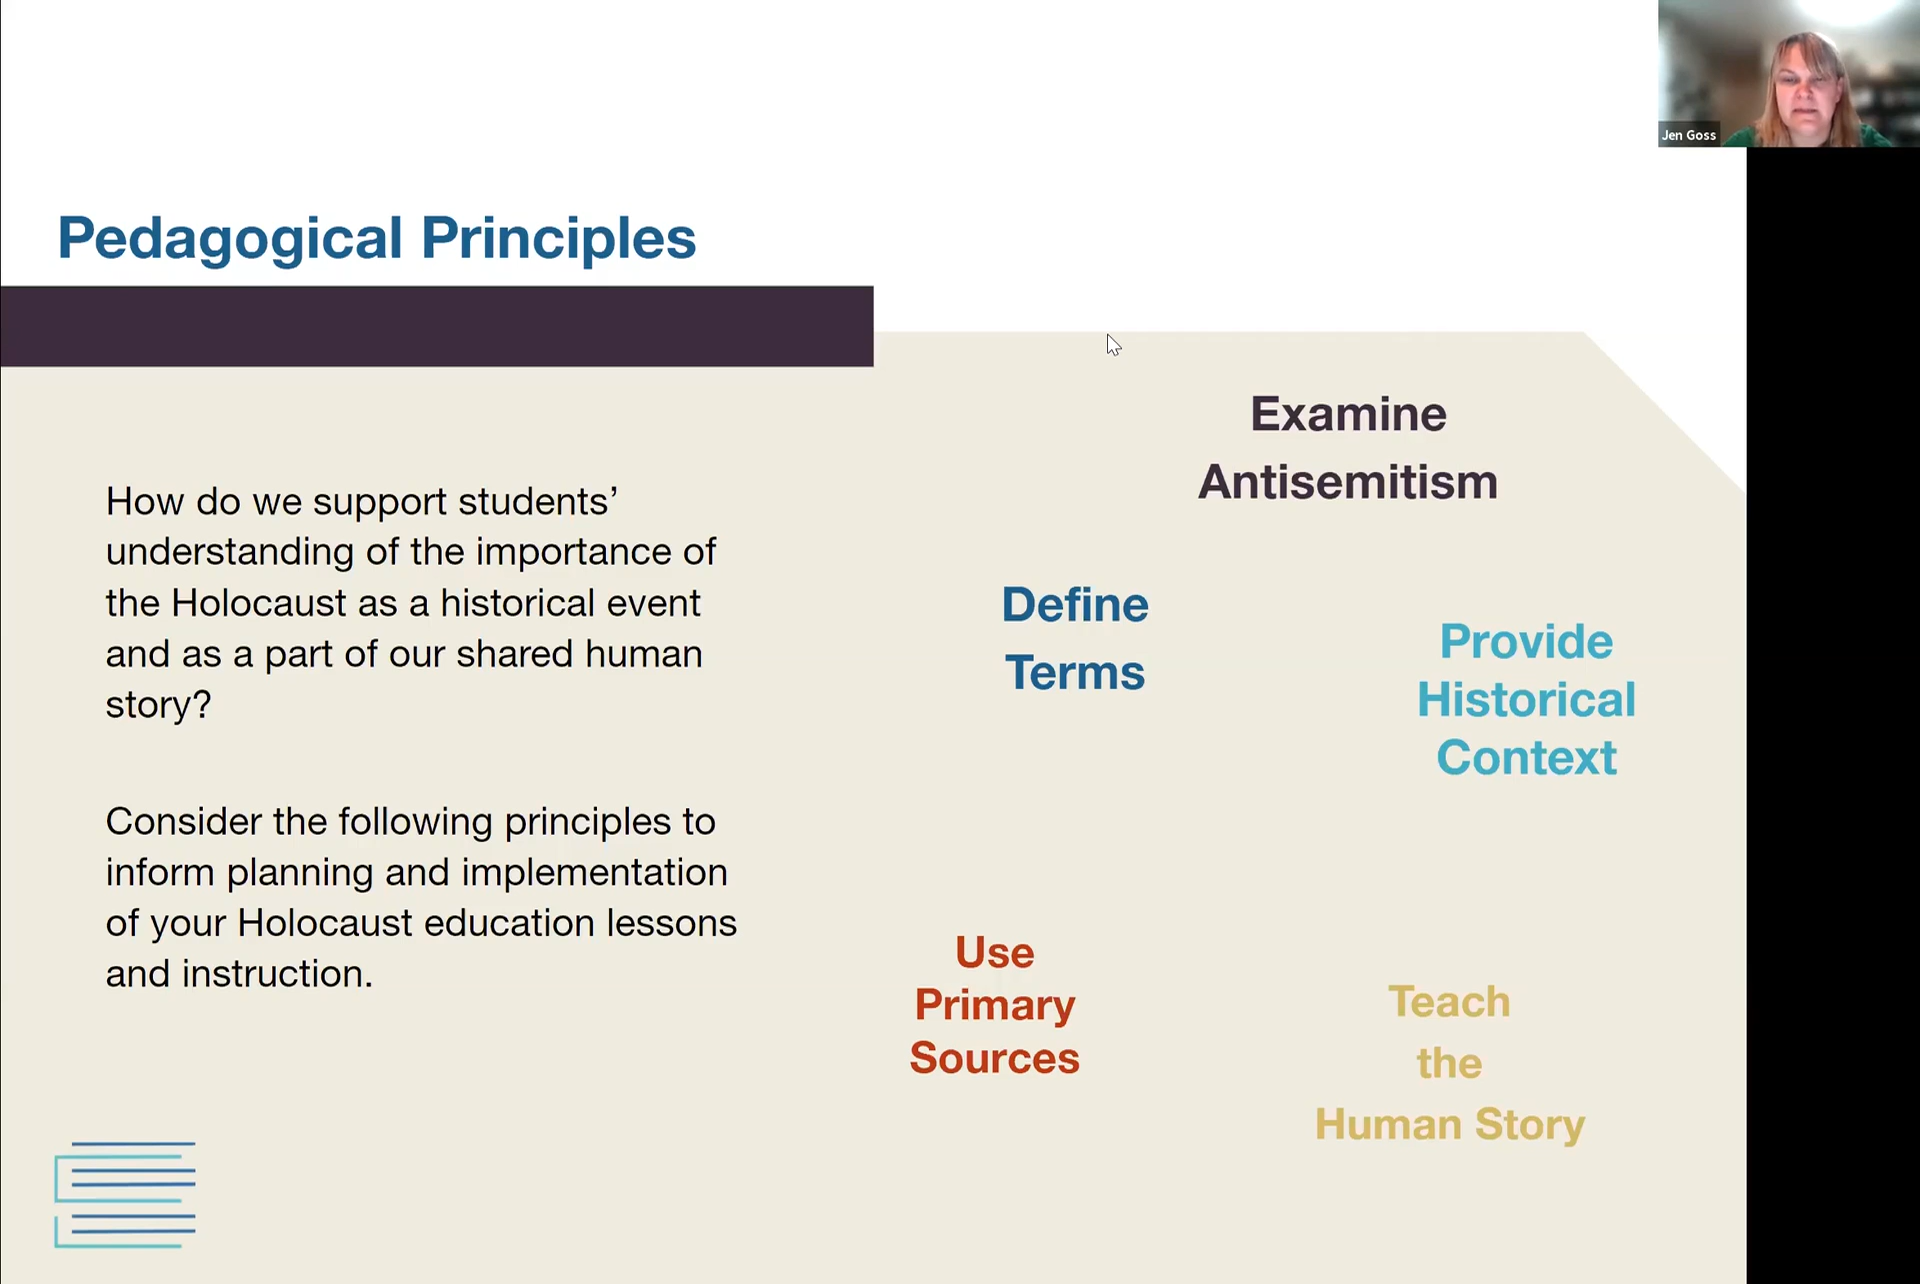 Jen Goss
Pedagogical Principles
How do we support students’
understanding of the importance of
the Holocaust as a historical event
and as a part of our shared human
story?
Consider the following principles to
inform planning and implementation
of your Holocaust education lessons
and instruction.
Examine
Antisemitism
Define
Terms
Provide
Historical
Context
Use
Primary
Sources
Teach
the
Human Story